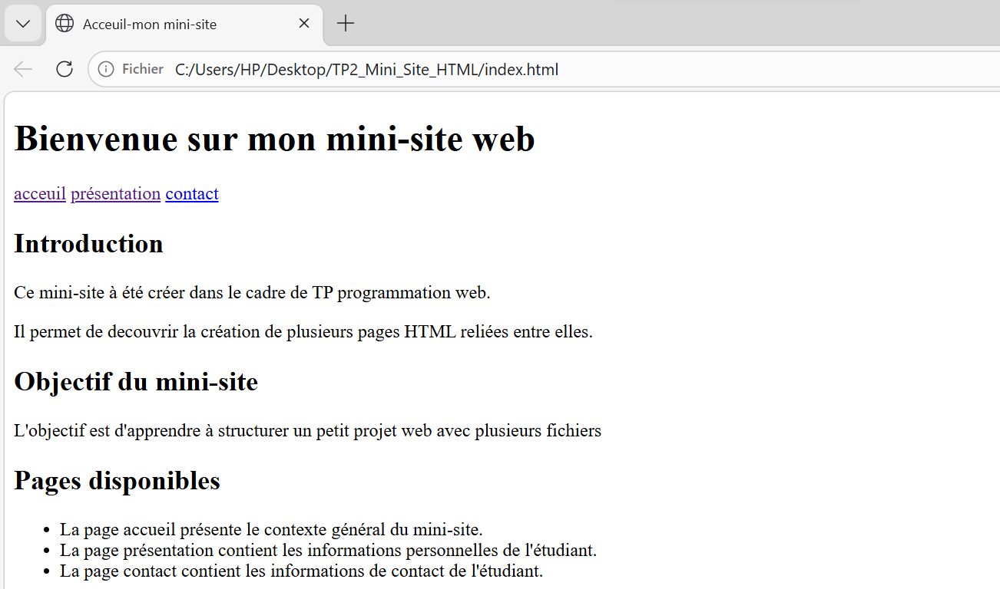 Acceuil-mon mini-site
Fichier C:/Users/HP/Desktop/TP2_Mini_Site_HTML/index.html
Bienvenue sur mon mini-site web
acceuil présentation contact
Introduction
Ce mini-site à été créer dans le cadre de TP programmation web.
Il permet de decouvrir la création de plusieurs pages HTML reliées entre elles.
Objectif du mini-site
L'objectif est d'apprendre à structurer un petit projet web avec plusieurs fichiers
Pages disponibles
La page accueil présente le contexte général du mini-site.
La page présentation contient les informations personnelles de l'étudiant.
La page contact contient les informations de contact de l'étudiant.